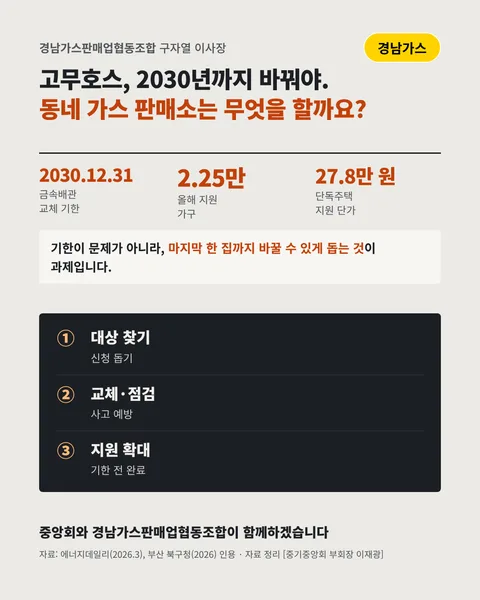 경남가스판매업협동조합 구자열 이사장
경남가스
고무호스, 2030년까지 바꿔야.
동네 가스 판매소는 무엇을 할까요?
2030.12.31
금속배관
교체 기한
2.25만
올해 지원
가구
27.8만 원
단독주택
지원 단가
기한이 문제가 아니라, 마지막 한 집까지 바꿀 수 있게 돕는 것이
과제입니다.
① 대상 찾기
신청 돕기
② 교체·점검
사고 예방
③ 지원 확대
기한 전 완료
중앙회와 경남가스판매업협동조합이 함께하겠습니다
자료: 에너지데일리(2026.3), 부산 북구청(2026) 인용 · 자료 정리 [중기중앙회 부회장 이재광]